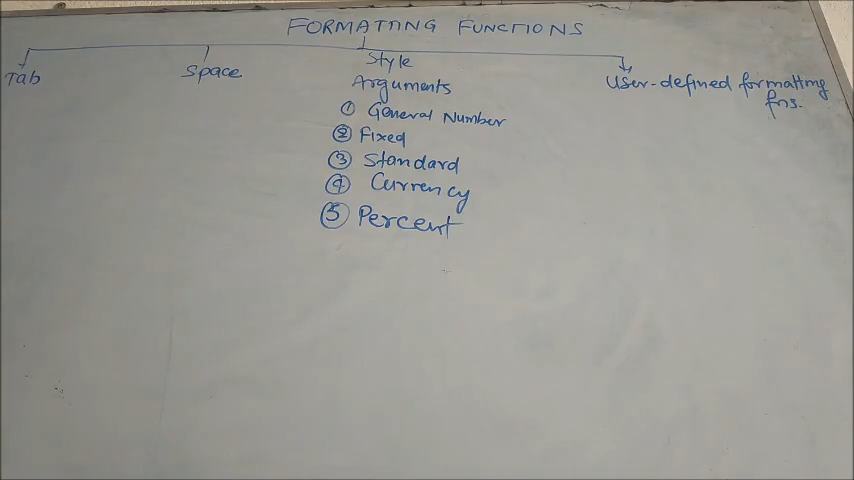 FORMATTING FUNCTIONS
Tab
Space
Style
Arguments
① General Number
② Fixed
③ Standard
④ Currency
⑤ Percent
User-defined formatting
fns.